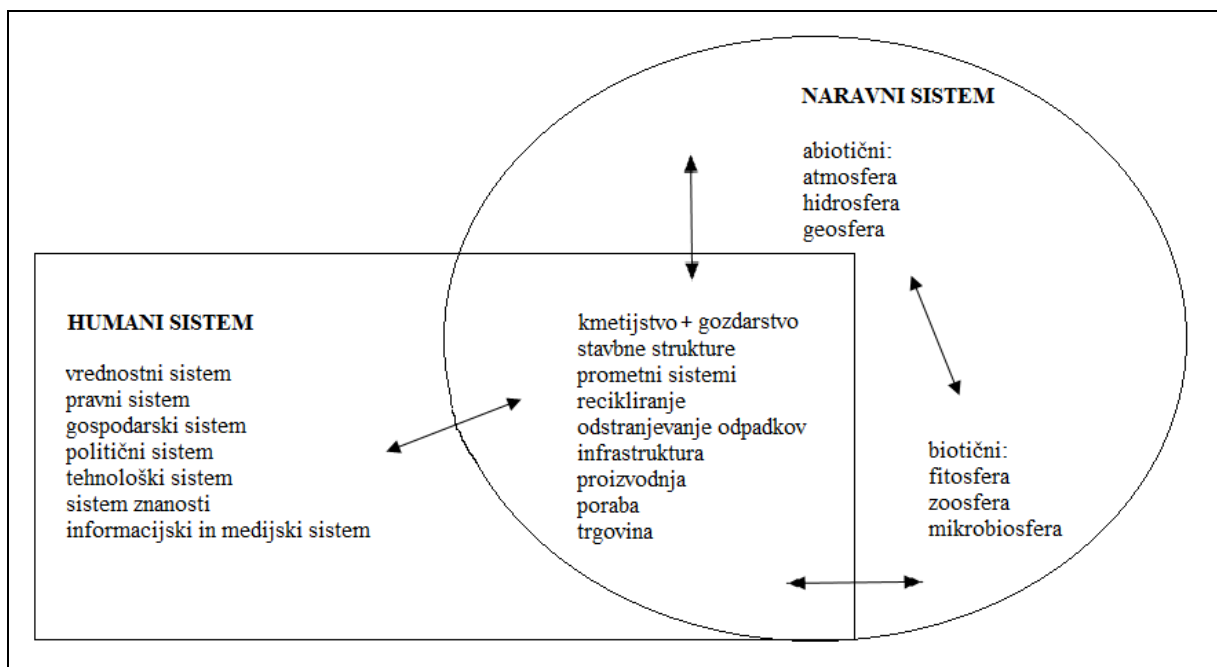 NARAVNI SISTEM
abiotični:
atmosfera
hidrosfera
geosfera
HUMANI SISTEM
vrednostni sistem
pravni sistem
gospodarski sistem
politični sistem
tehnološki sistem
sistem znanosti
informacijski in medijski sistem
kmetijstvo + gozdarstvo
stavbne strukture
prometni sistemi
recikliranje
odstranjevanje odpadkov
infrastruktura
proizvodnja
poraba
trgovina
biotični:
fitosfera
zoosfera
mikrobiosfera